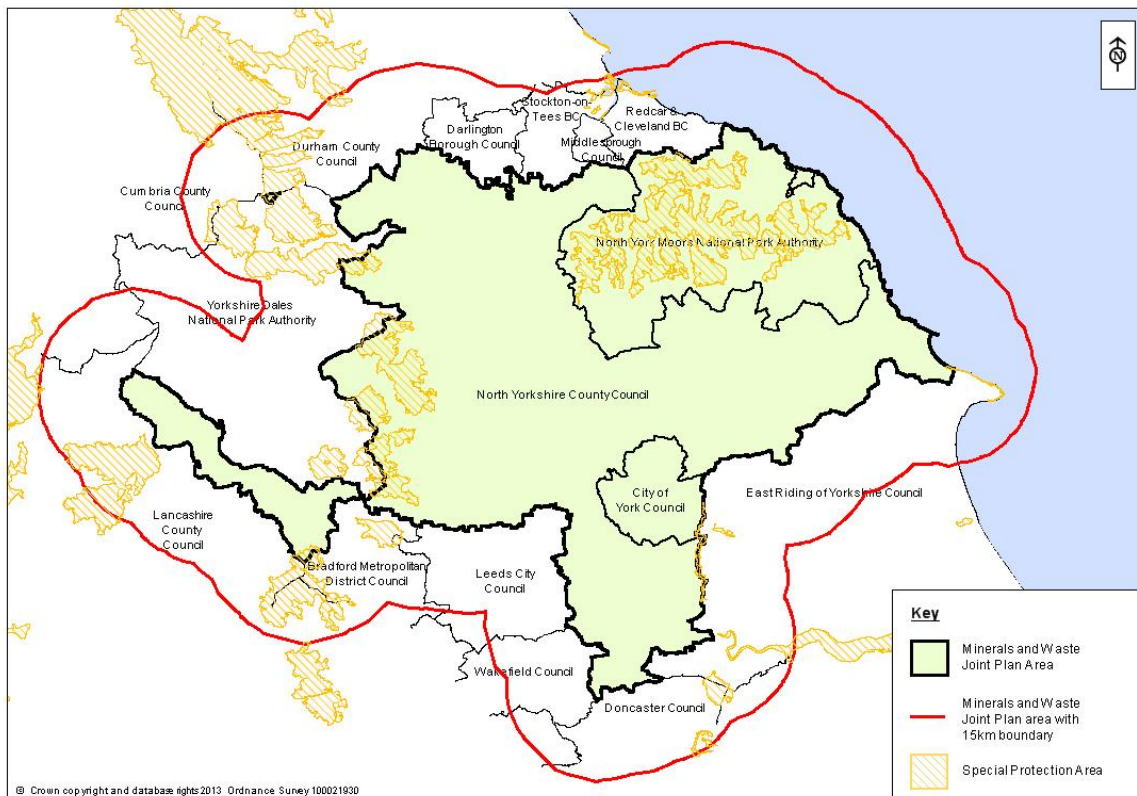 N
Stockton-on-
Tees BC
Redcar &
Cleveland BC
Darlington
Borough Council
Middlesbrough
Council
Durham County
Council
Cumbria County
Council
North York Moors National Park Authority
Yorkshire Dales
National Park Authority
North Yorkshire County Council
City of
York Council
East Riding of Yorkshire Council
Lancashire
County
Council
Bradford Metropolitan
District Council
Leeds City
Council
Wakefield Council
Doncaster Council
Key
Minerals and Waste
Joint Plan Area
Minerals and Waste
Joint Plan area with
15km boundary
Special Protection Area
© Crown copyright and database rights 2013 Ordnance Survey 100021930